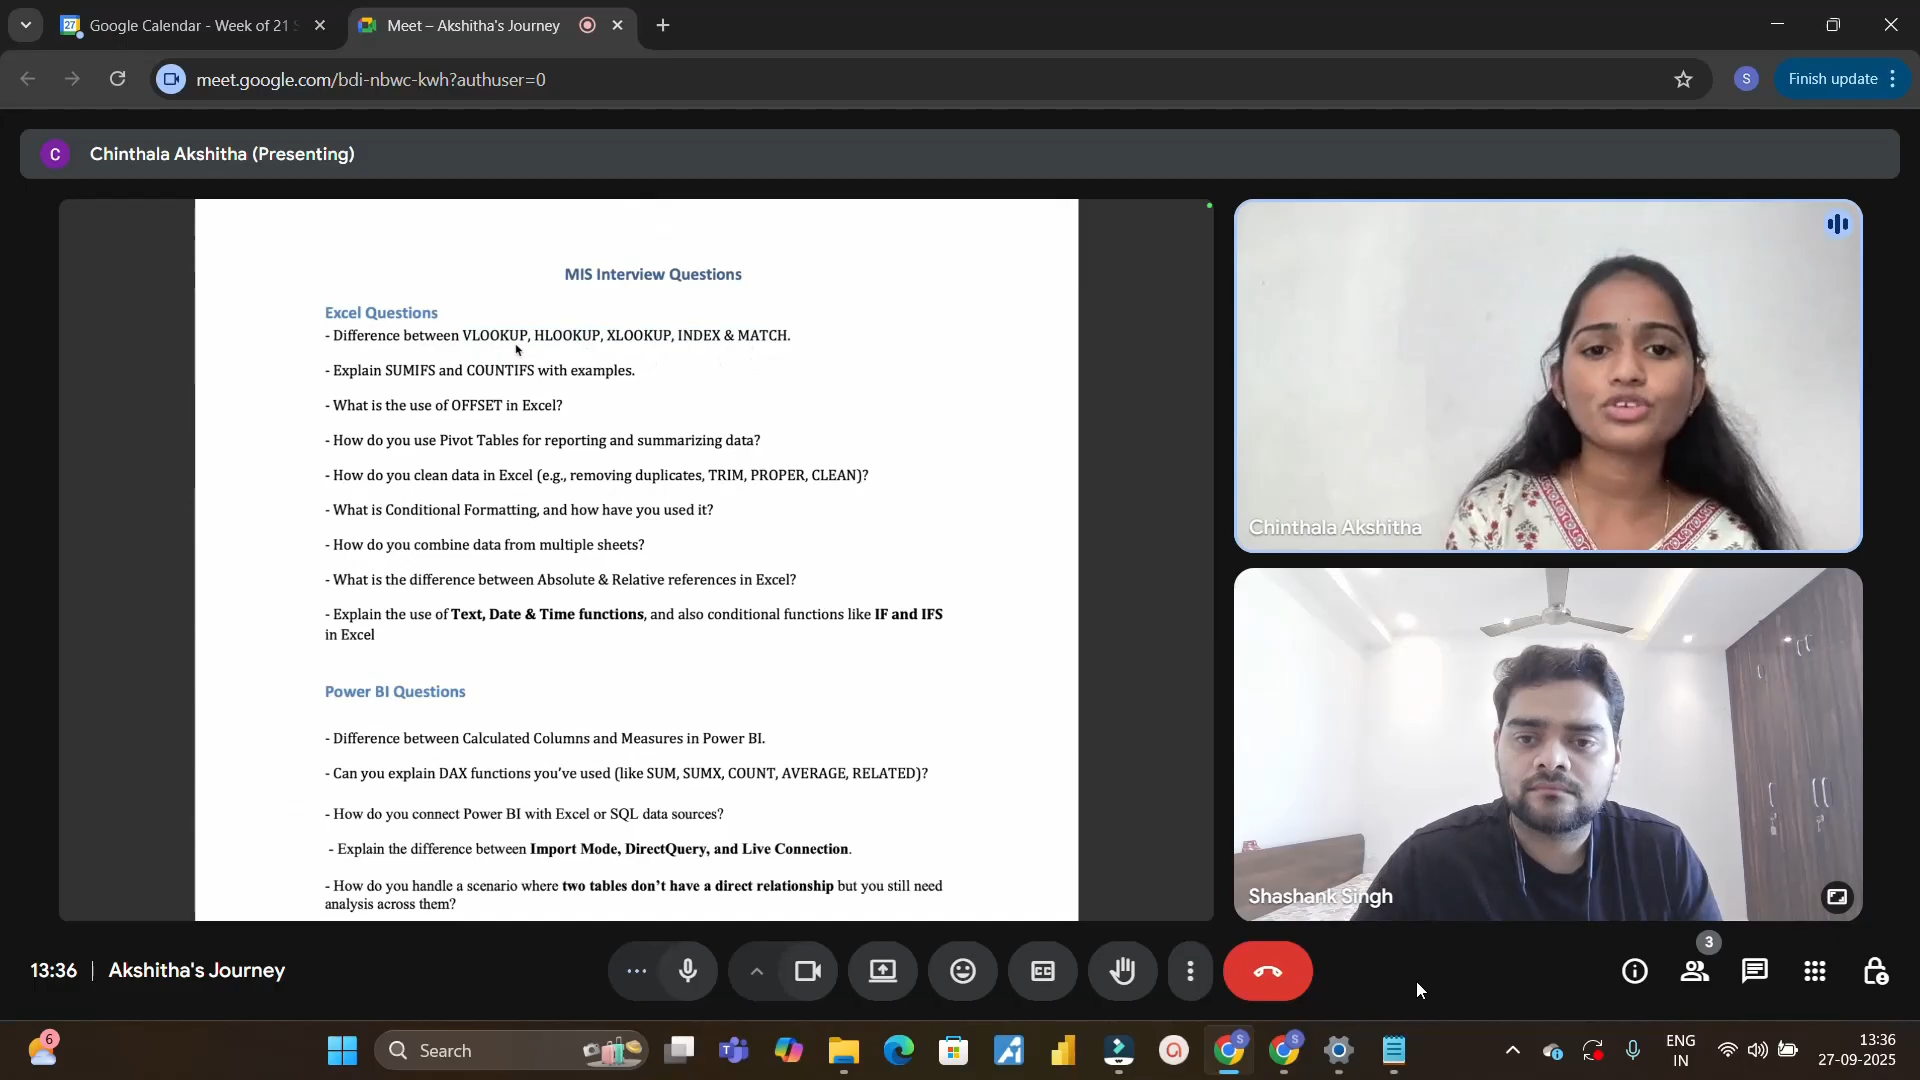 Google Calendar - Week of 21 S
Meet – Akshitha's Journey
meet.google.com/bdi-nbwc-kwh?authuser=0
S
Finish update
C
Chinthala Akshitha (Presenting)
MIS Interview Questions
Excel Questions
- Difference between VLOOKUP, HLOOKUP, XLOOKUP, INDEX & MATCH.
- Explain SUMIFS and COUNTIFS with examples.
- What is the use of OFFSET in Excel?
- How do you use Pivot Tables for reporting and summarizing data?
- How do you clean data in Excel (e.g., removing duplicates, TRIM, PROPER, CLEAN)?
- What is Conditional Formatting, and how have you used it?
- How do you combine data from multiple sheets?
- What is the difference between Absolute & Relative references in Excel?
- Explain the use of Text, Date & Time functions, and also conditional functions like IF and IFS
in Excel
Power BI Questions
- Difference between Calculated Columns and Measures in Power BI.
- Can you explain DAX functions you've used (like SUM, SUMX, COUNT, AVERAGE, RELATED)?
- How do you connect Power BI with Excel or SQL data sources?
- Explain the difference between Import Mode, DirectQuery, and Live Connection.
- How do you handle a scenario where two tables don't have a direct relationship but you still need
analysis across them?
Chinthala Akshitha
Shashank Singh
13:36 | Akshitha's Journey
CC
3
6
Search
ENG
IN
13:36
27-09-2025